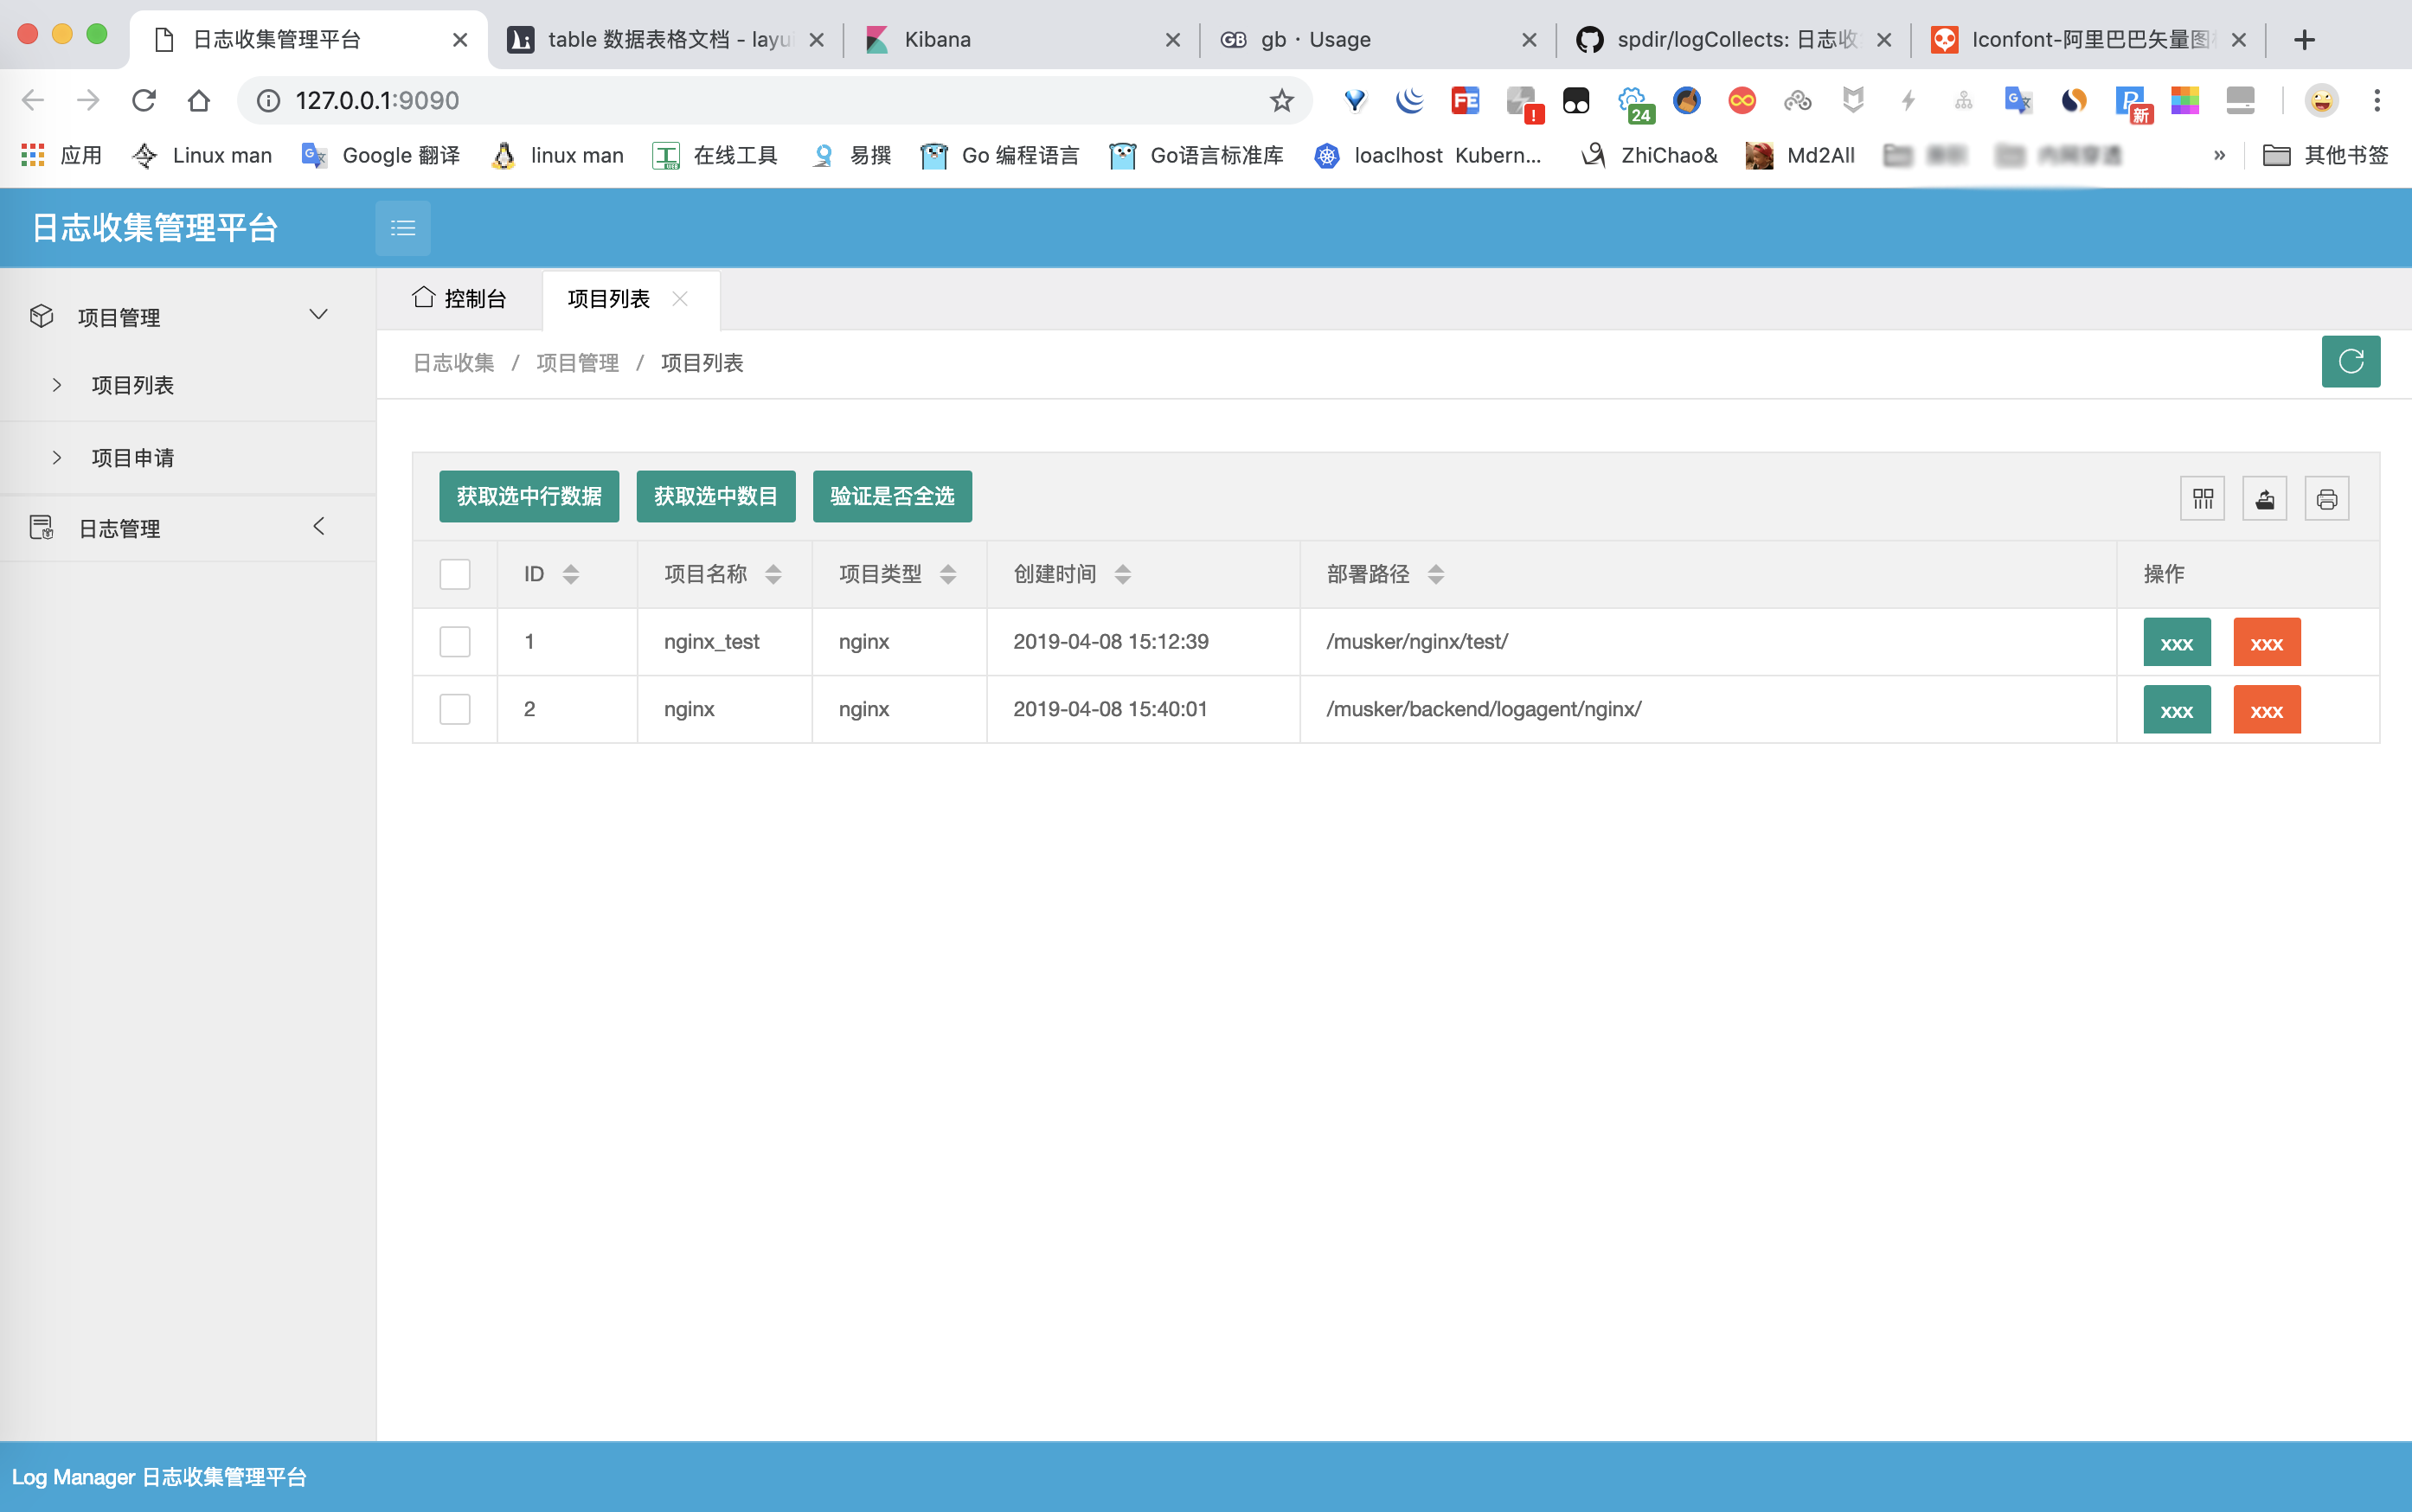 日志收集管理平台
table 数据表格文档 - layui
Kibana
GB gb · Usage
spdir/logCollects: 日志收
Iconfont-阿里巴巴矢量图
127.0.0.1:9090
FE ! 24 新
应用 Linux man Google 翻译 linux man 在线工具 易撰 Go 编程语言 Go语言标准库 loaclhost Kubern... ZhiChao& Md2All » 其他书签
日志收集管理平台
控制台 项目列表
项目管理
日志收集 / 项目管理 / 项目列表
项目列表
项目申请
日志管理
获取选中行数据 获取选中数目 验证是否全选
ID 项目名称 项目类型 创建时间 部署路径 操作
1 nginx_test nginx 2019-04-08 15:12:39 /musker/nginx/test/ xxx xxx
2 nginx nginx 2019-04-08 15:40:01 /musker/backend/logagent/nginx/ xxx xxx
Log Manager 日志收集管理平台